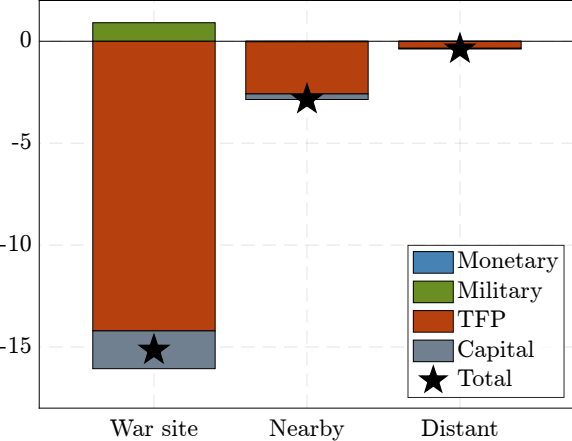 0
-5
-10
-15
War site
Nearby
Distant
Monetary
Military
TFP
Capital
Total